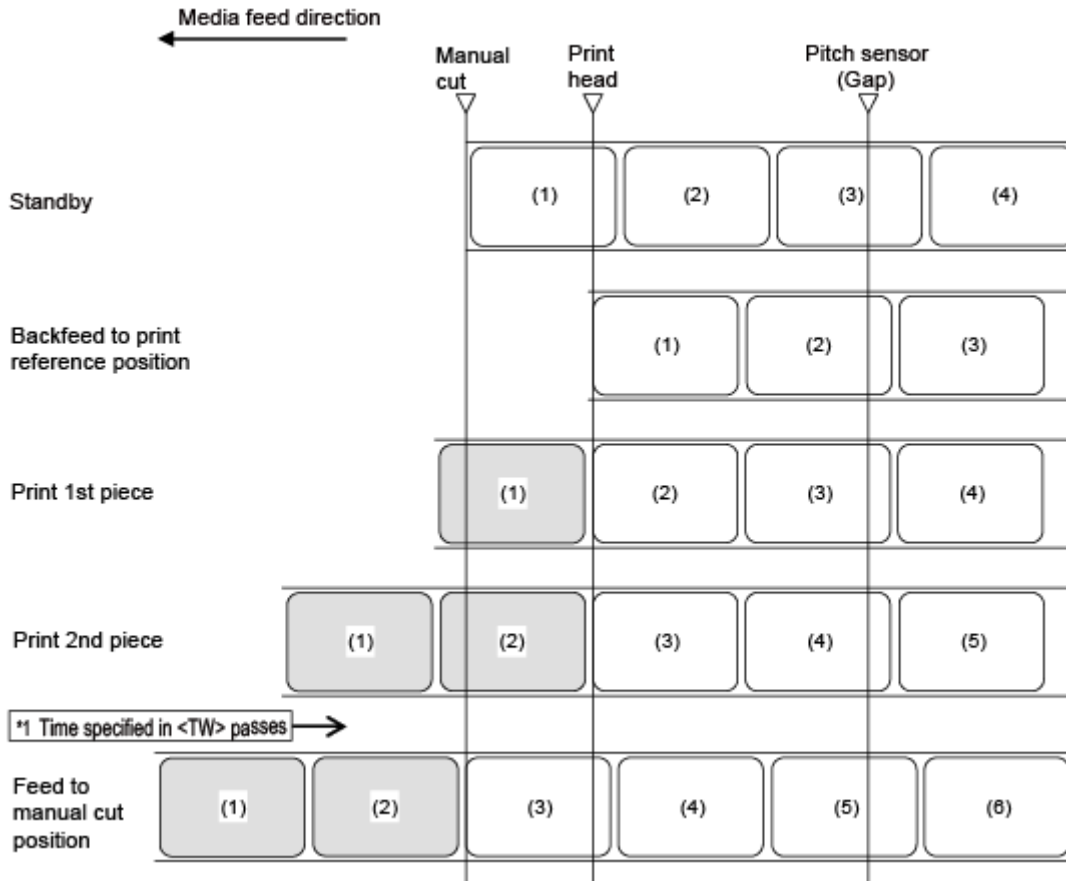 Media feed direction
Manual
cut
Print
head
Pitch sensor
(Gap)
Standby
(1)
(2)
(3)
(4)
Backfeed to print
reference position
(1)
(2)
(3)
Print 1st piece
(1)
(2)
(3)
(4)
Print 2nd piece
(1)
(2)
(3)
(4)
(5)
*1 Time specified in <TW> passes
Feed to
manual cut
position
(1)
(2)
(3)
(4)
(5)
(6)